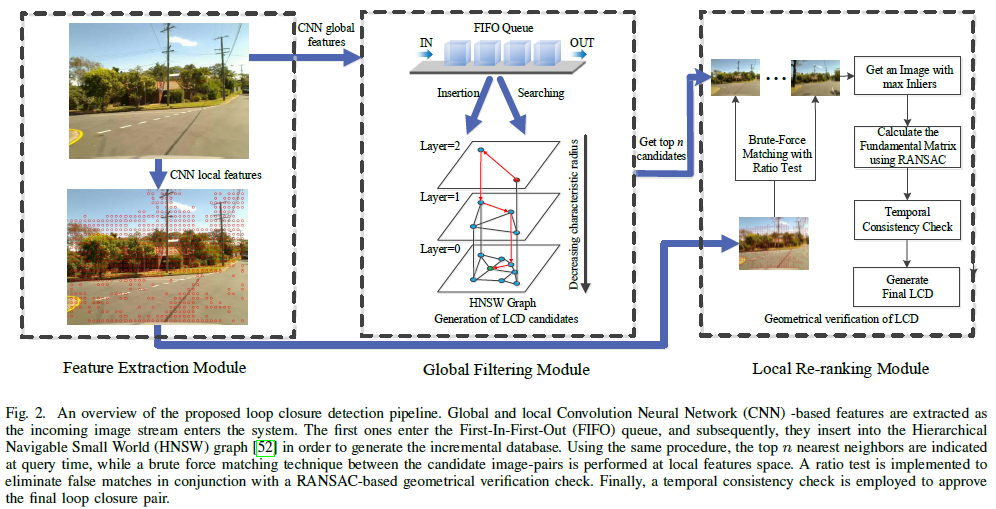 CNN global
features
CNN local features
Feature Extraction Module
FIFO Queue
IN
OUT
Insertion
Searching
Layer=2
Layer=1
Layer=0
Decreasing characteristic radius
HNSW Graph
Generation of LCD candidates
Global Filtering Module
Get top n
candidates
...
Brute-Force
Matching with
Ratio Test
Get an Image with
max Inliers
Calculate the
Fundamental Matrix
using RANSAC
Temporal
Consistency Check
Generate
Final LCD
Geometrical verification of LCD
Local Re-ranking Module
Fig. 2. An overview of the proposed loop closure detection pipeline. Global and local Convolution Neural Network (CNN) -based features are extracted as
the incoming image stream enters the system. The first ones enter the First-In-First-Out (FIFO) queue, and subsequently, they insert into the Hierarchical
Navigable Small World (HNSW) graph [52] in order to generate the incremental database. Using the same procedure, the top n nearest neighbors are indicated
at query time, while a brute force matching technique between the candidate image-pairs is performed at local features space. A ratio test is implemented to
eliminate false matches in conjunction with a RANSAC-based geometrical verification check. Finally, a temporal consistency check is employed to approve
the final loop closure pair.